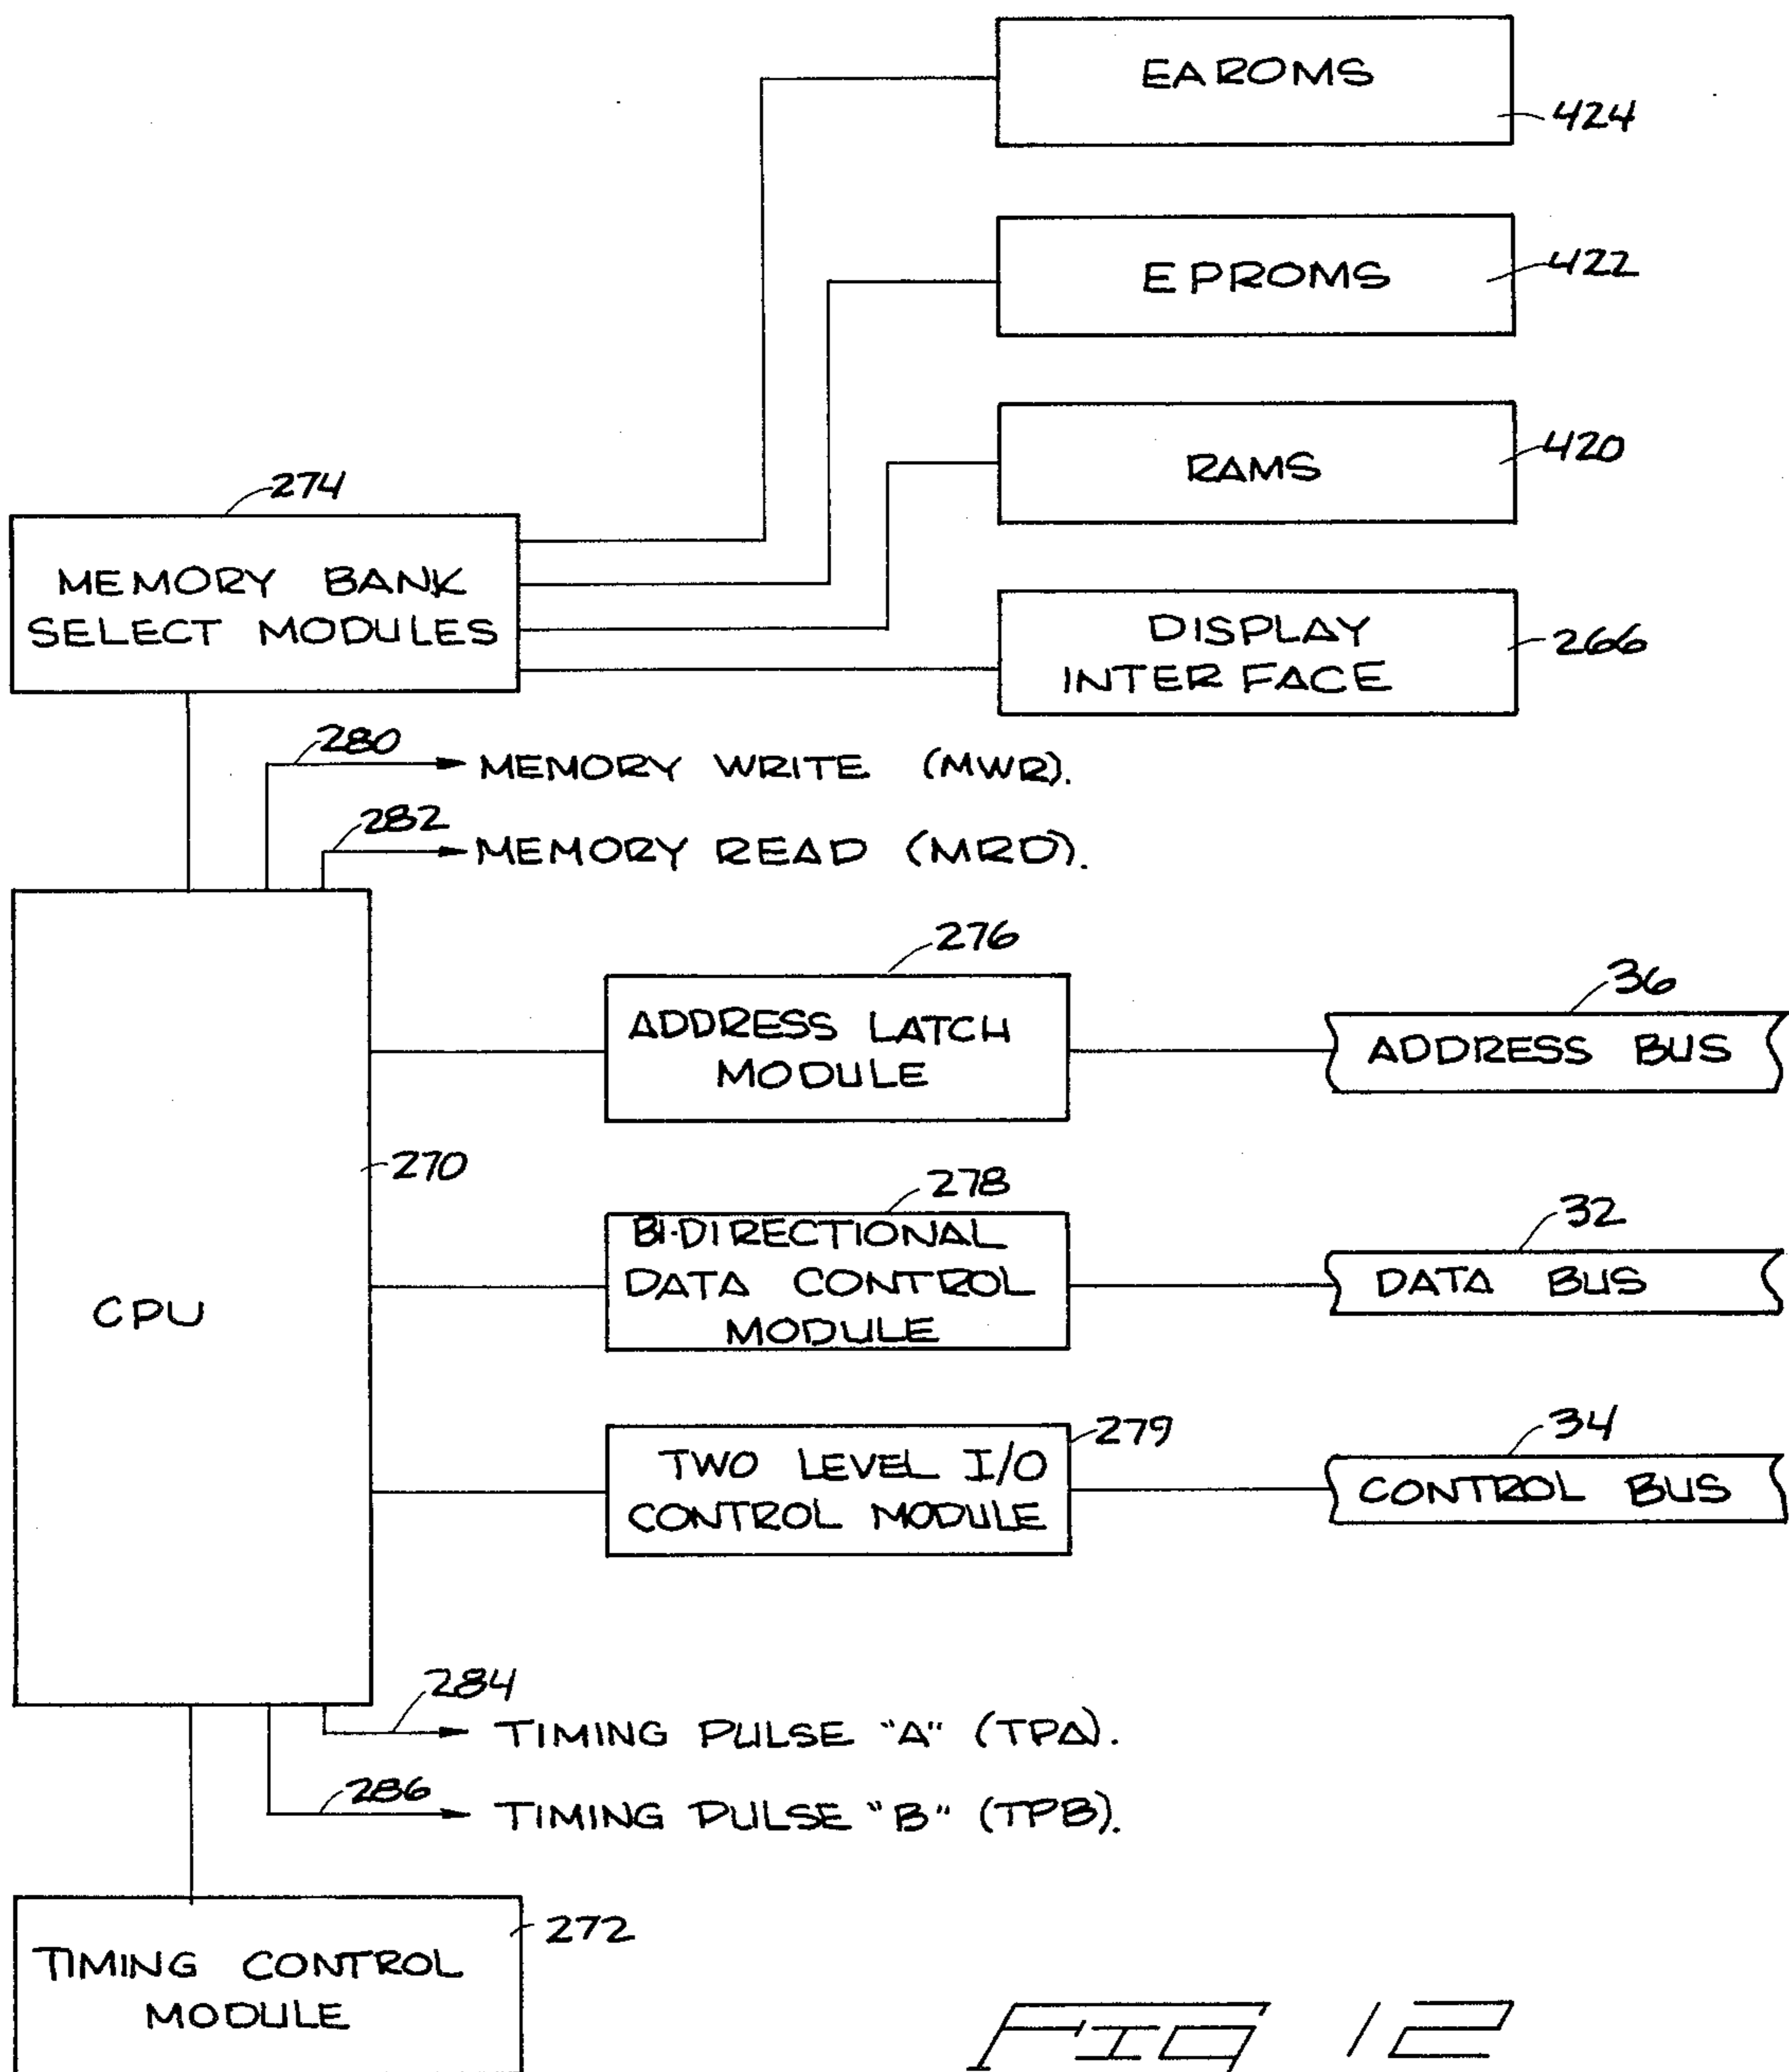 EAROMS
424
EPROMS
422
RAMS
420
274
MEMORY BANK
SELECT MODULES
DISPLAY
INTERFACE
266
280
MEMORY WRITE (MWR).
282
MEMORY READ (MRD).
CPU
270
276
ADDRESS LATCH
MODULE
36
ADDRESS BUS
278
BI-DIRECTIONAL
DATA CONTROL
MODULE
32
DATA BUS
279
TWO LEVEL I/O
CONTROL MODULE
34
CONTROL BUS
284
TIMING PULSE "A" (TPA).
286
TIMING PULSE "B" (TPB).
272
TIMING CONTROL
MODULE
FIG 12